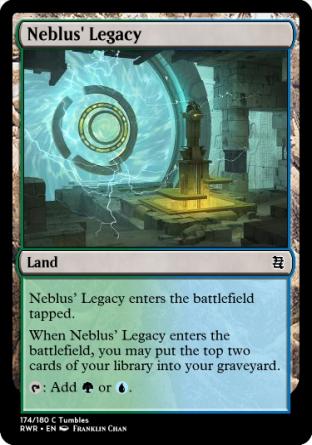 Neblus' Legacy
Land
Neblus' Legacy enters the battlefield
tapped.
When Neblus' Legacy enters the
battlefield, you may put the top two
cards of your library into your graveyard.
: Add or .
174/180 C Tumbles
RWR • EN Franklin Chan